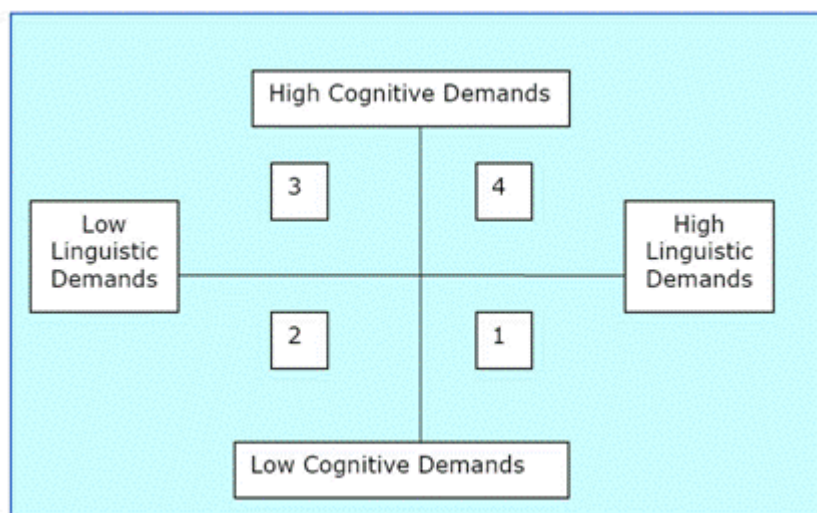 High Cognitive Demands
3
4
Low
Linguistic
Demands
High
Linguistic
Demands
2
1
Low Cognitive Demands